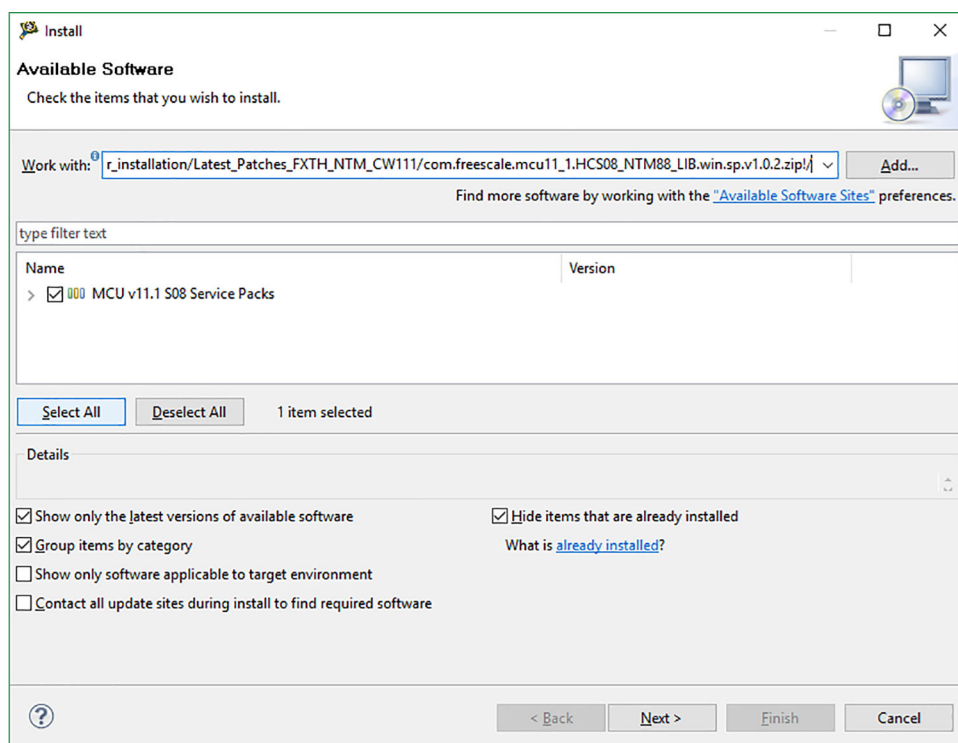 Install
Available Software
Check the items that you wish to install.
Work with: r_installation/Latest_Patches_FXTH_NTM_CW111/com.freescale.mcu11_1.HCS08_NTM88_LIB.win.sp.v1.0.2.zip!/ Add...
Find more software by working with the "Available Software Sites" preferences.
type filter text
Name Version
MCU v11.1 S08 Service Packs
Select All Deselect All 1 item selected
Details
Show only the latest versions of available software Hide items that are already installed
Group items by category What is already installed?
Show only software applicable to target environment
Contact all update sites during install to find required software
? < Back Next > Finish Cancel